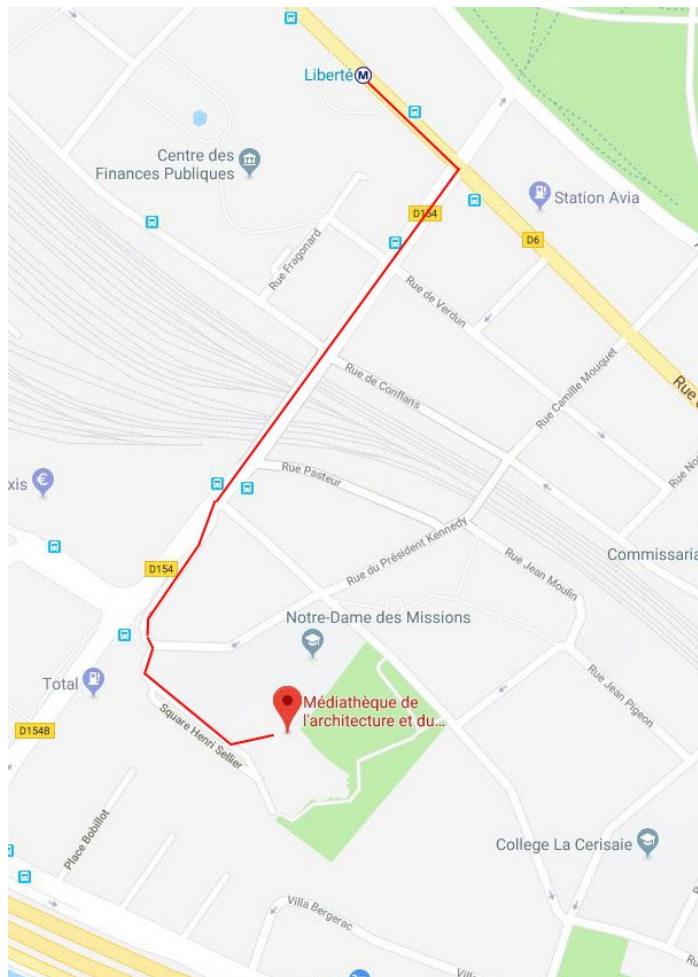 Liberté M
Centre des
Finances Publiques
Station Avia
D154
D6
Rue Fragonard
Rue de Verdun
Rue de Conflans
Rue Camille Mouquet
Rue
Rue Pasteur
xis
Rue du Président Kennedy
Rue Jean Moulin
Commissaria
D154
Notre-Dame des Missions
Total
Médiathèque de
l'architecture et du...
Square Henri Sellier
Rue Jean Pigeon
D154B
Place Bobillot
College La Cerisaie
Villa Bergerac